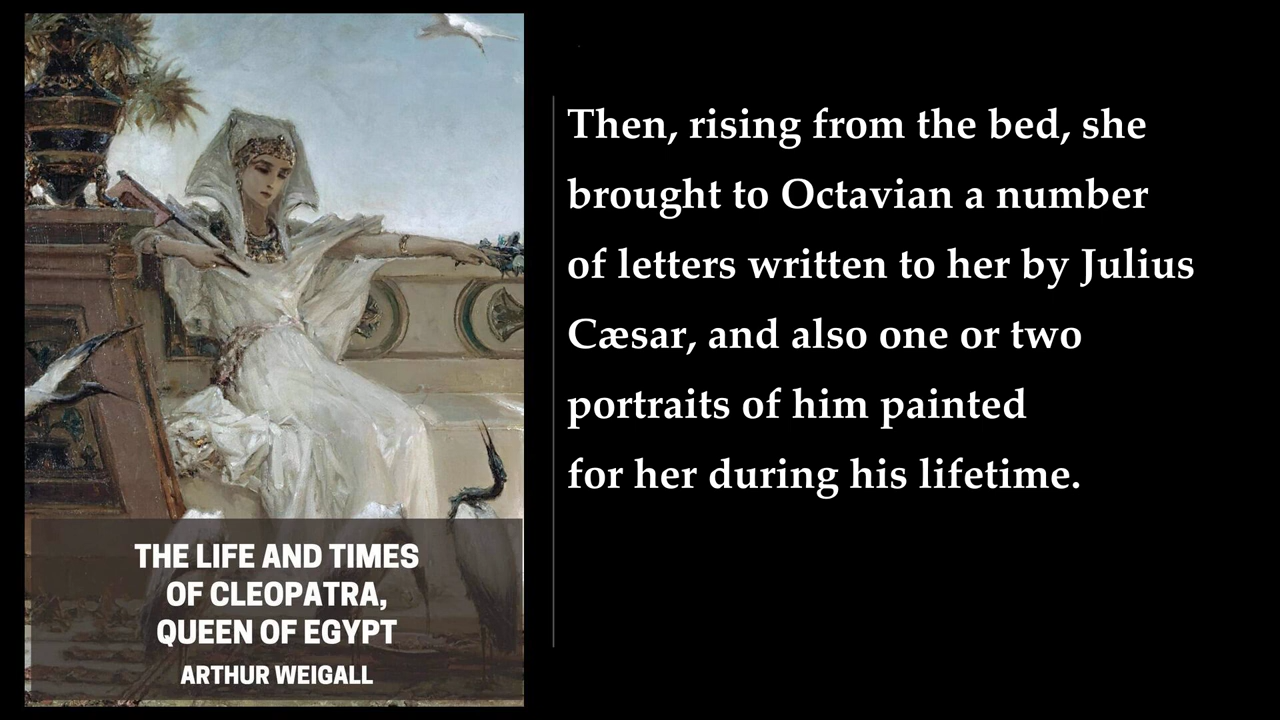 Then, rising from the bed, she
brought to Octavian a number
of letters written to her by Julius
Cæsar, and also one or two
portraits of him painted
for her during his lifetime.
THE LIFE AND TIMES
OF CLEOPATRA,
QUEEN OF EGYPT
ARTHUR WEIGALL